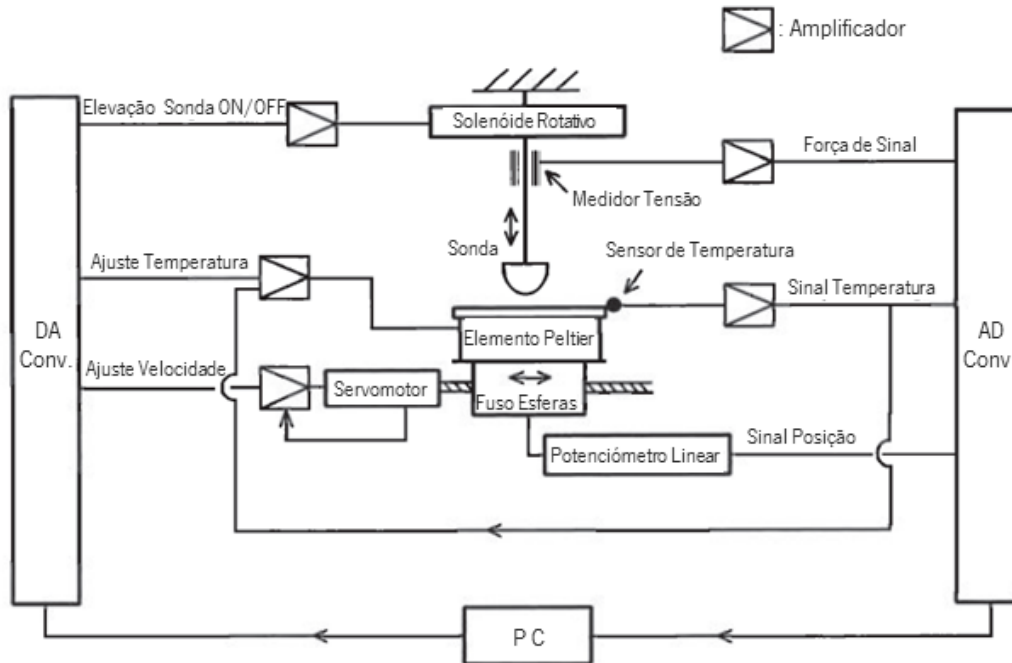 : Amplificador
Elevação Sonda ON/OFF
Solenóide Rotativo
Força de Sinal
Medidor Tensão
Sonda
Sensor de Temperatura
Ajuste Temperatura
Sinal Temperatura
Elemento Peltier
DA
Conv.
AD
Conv
Ajuste Velocidade
Servomotor
Fuso Esferas
Sinal Posição
Potenciómetro Linear
P C